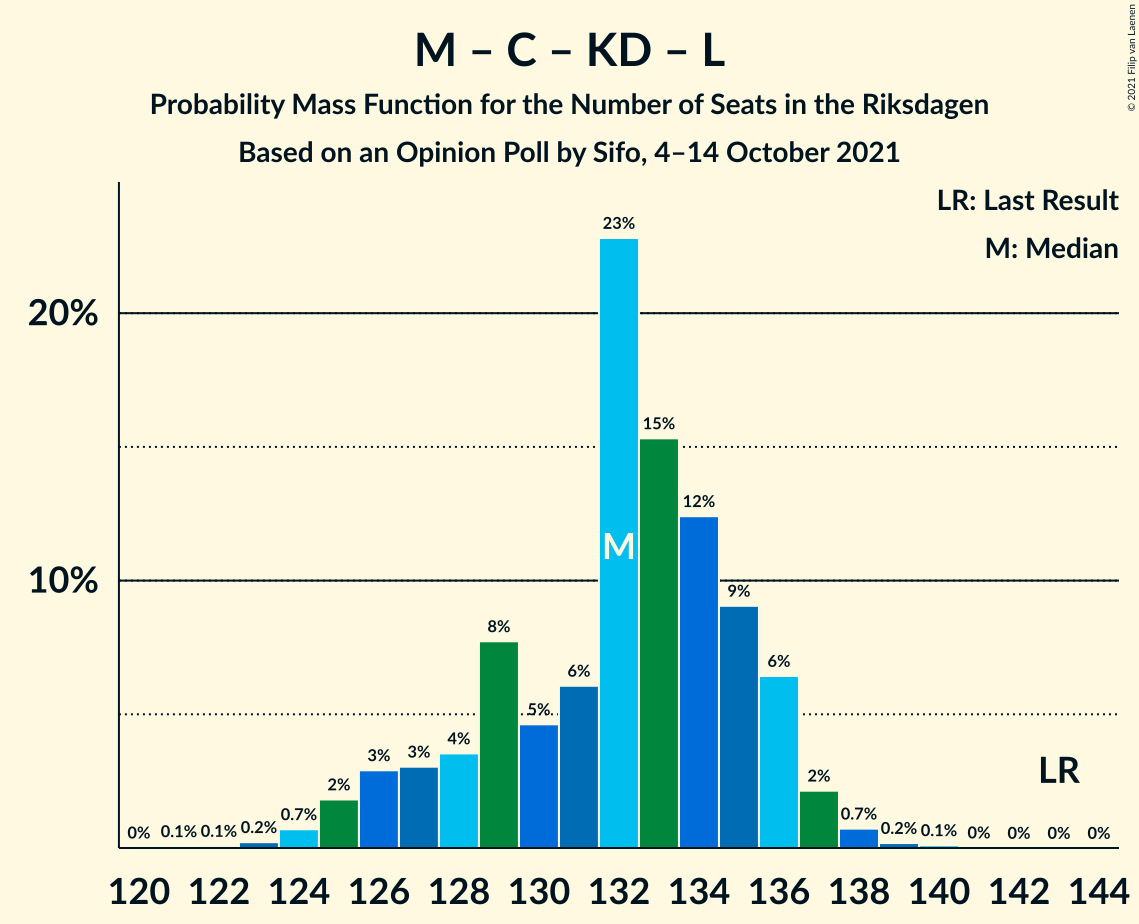 M – C – KD – L
Probability Mass Function for the Number of Seats in the Riksdagen
Based on an Opinion Poll by Sifo, 4–14 October 2021
© 2021 Filip van Laenen
LR: Last Result
M: Median
20%
10%
0% 0.1% 0.1% 0.2% 0.7% 2% 3% 3% 4% 8% 5% 6% 23% 15% 12% 9% 6% 2% 0.7% 0.2% 0.1% 0% 0% 0% 0%
M
LR
120 122 124 126 128 130 132 134 136 138 140 142 144